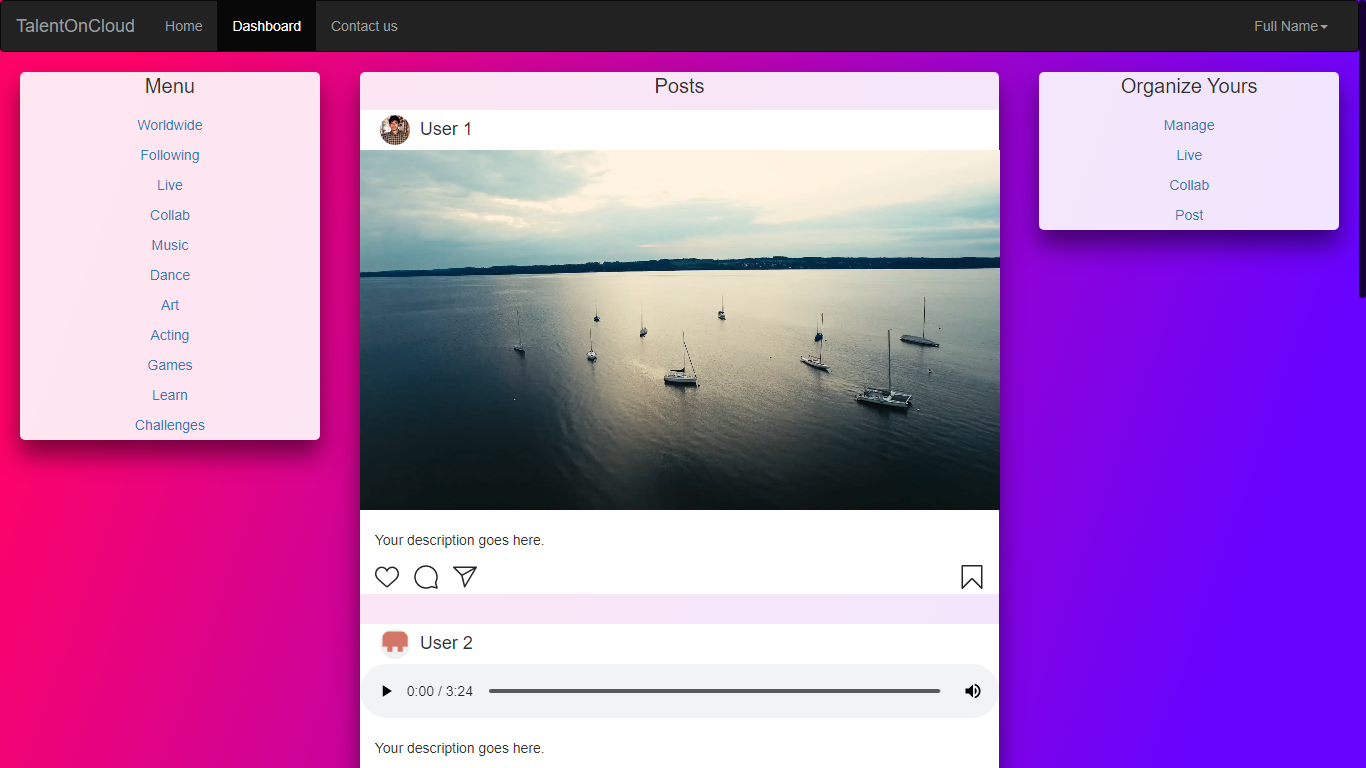 TalentOnCloud Home Dashboard Contact us Full Name
Menu
Worldwide
Following
Live
Collab
Music
Dance
Art
Acting
Games
Learn
Challenges
Posts
User 1
Your description goes here.
User 2
0:00 / 3:24
Your description goes here.
Organize Yours
Manage
Live
Collab
Post